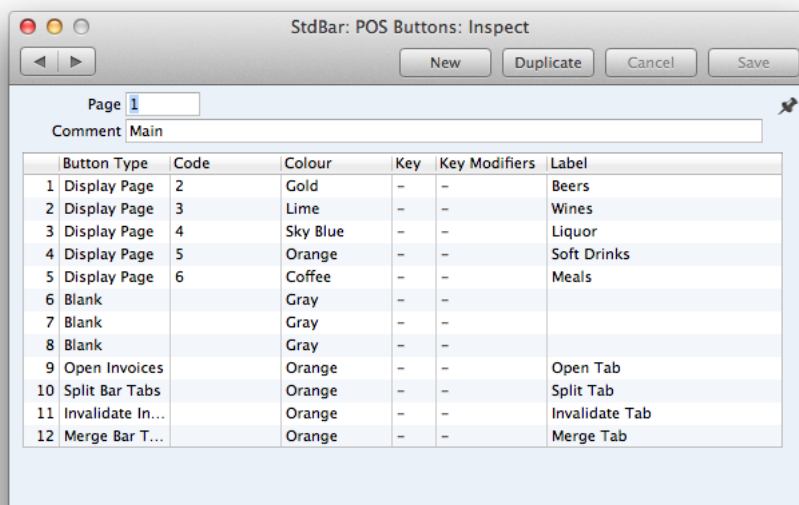 StdBar: POS Buttons: Inspect
New Duplicate Cancel Save
Page 1
Comment Main
Button Type Code Colour Key Key Modifiers Label
1 Display Page 2 Gold – – Beers
2 Display Page 3 Lime – – Wines
3 Display Page 4 Sky Blue – – Liquor
4 Display Page 5 Orange – – Soft Drinks
5 Display Page 6 Coffee – – Meals
6 Blank Gray – –
7 Blank Gray – –
8 Blank Gray – –
9 Open Invoices Orange – – Open Tab
10 Split Bar Tabs Orange – – Split Tab
11 Invalidate In... Orange – – Invalidate Tab
12 Merge Bar T... Orange – – Merge Tab